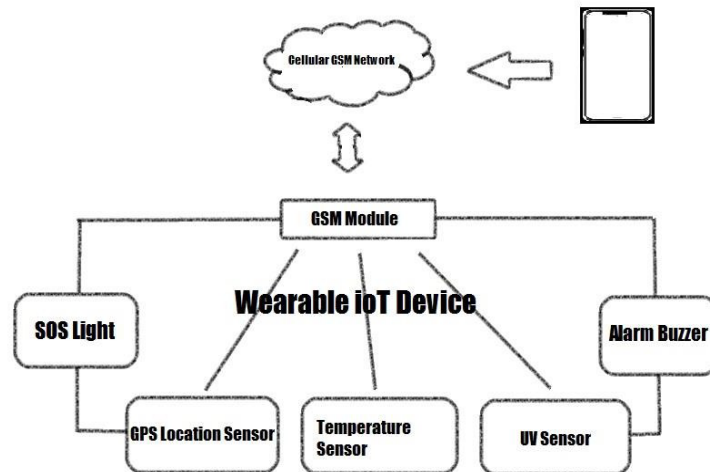 Cellular GSM Network
GSM Module
Wearable ioT Device
SOS Light
Alarm Buzzer
GPS Location Sensor
Temperature
Sensor
UV Sensor